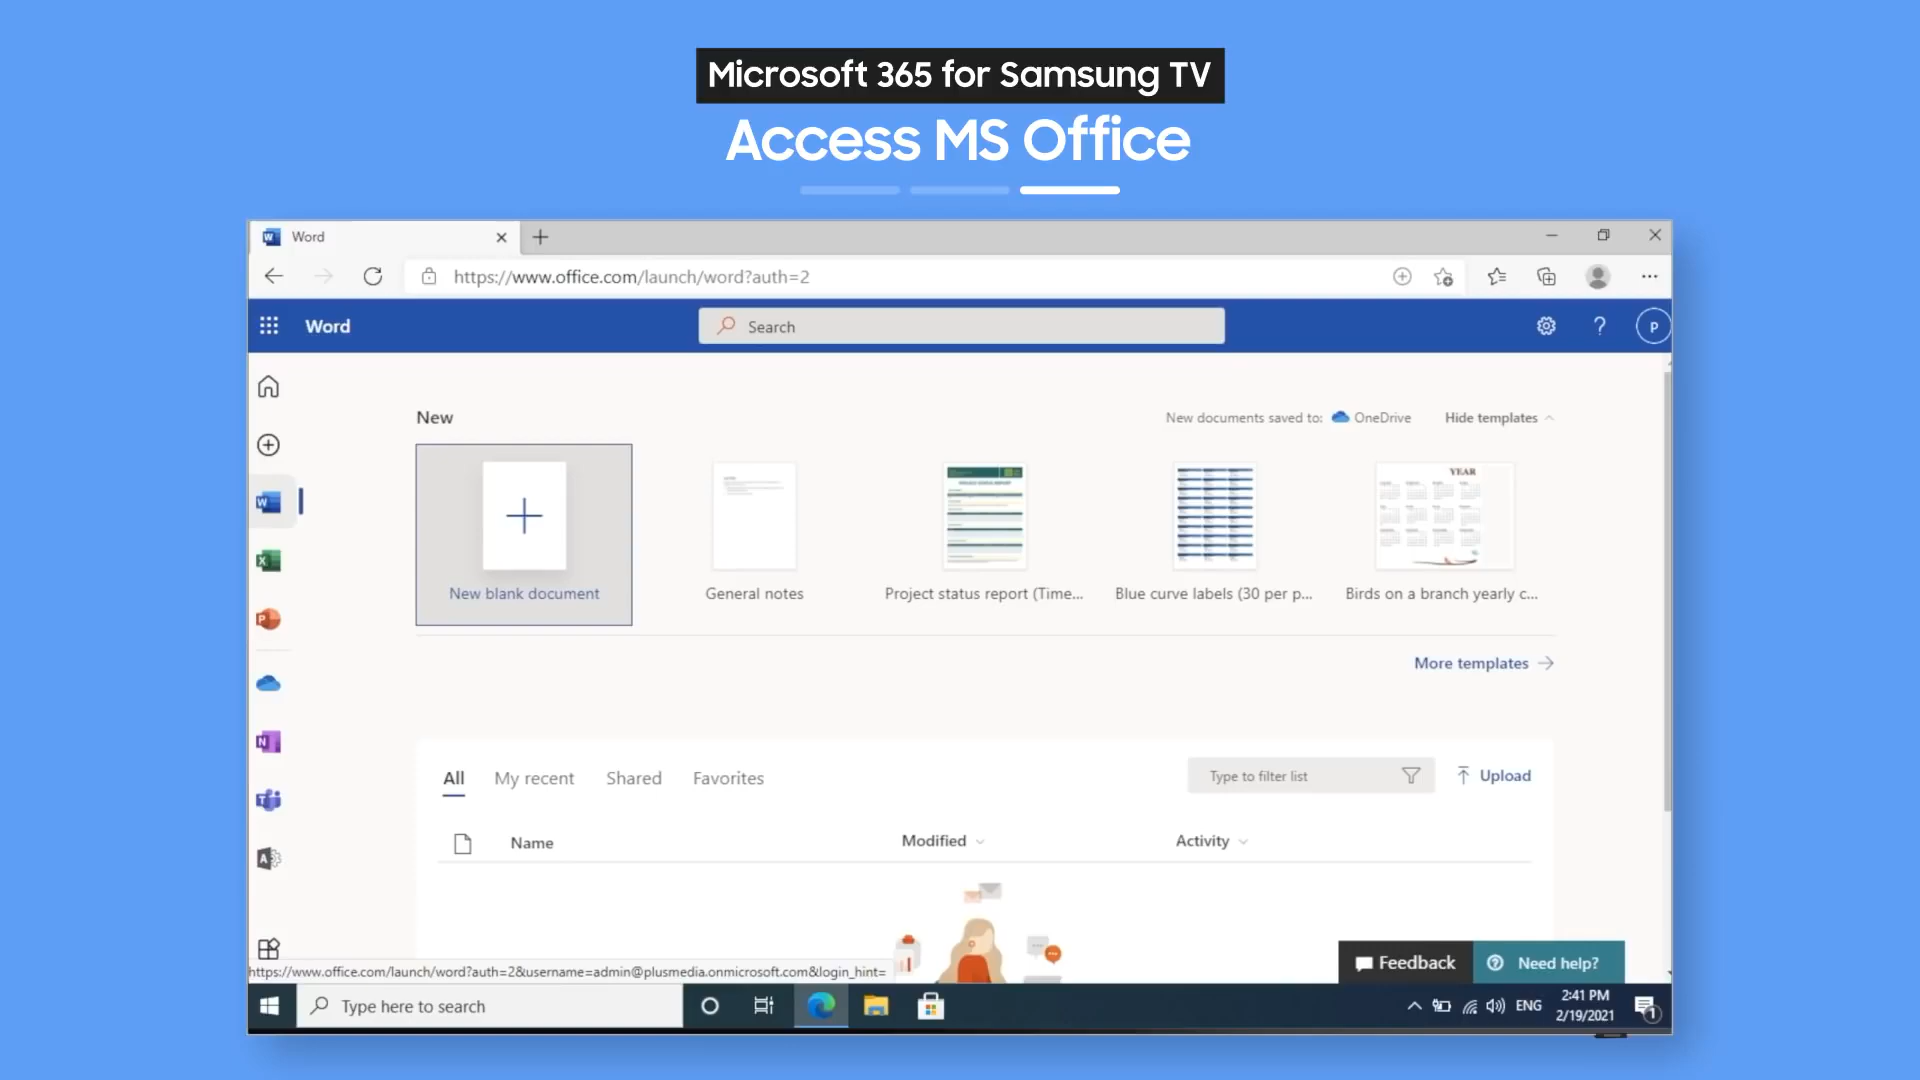 Microsoft 365 for Samsung TV
Access MS Office
Word
https://www.office.com/launch/word?auth=2
Word
Search
P
New
New documents saved to: OneDrive
Hide templates
New blank document
General notes
Project status report (Time...
Blue curve labels (30 per p...
YEAR
Birds on a branch yearly c...
More templates
All
My recent
Shared
Favorites
Type to filter list
Upload
Name
Modified
Activity
Feedback
Need help?
https://www.office.com/launch/word?auth=2&username=admin@plusmedia.onmicrosoft.com&login_hint=
Type here to search
ENG
2:41 PM
2/19/2021
1